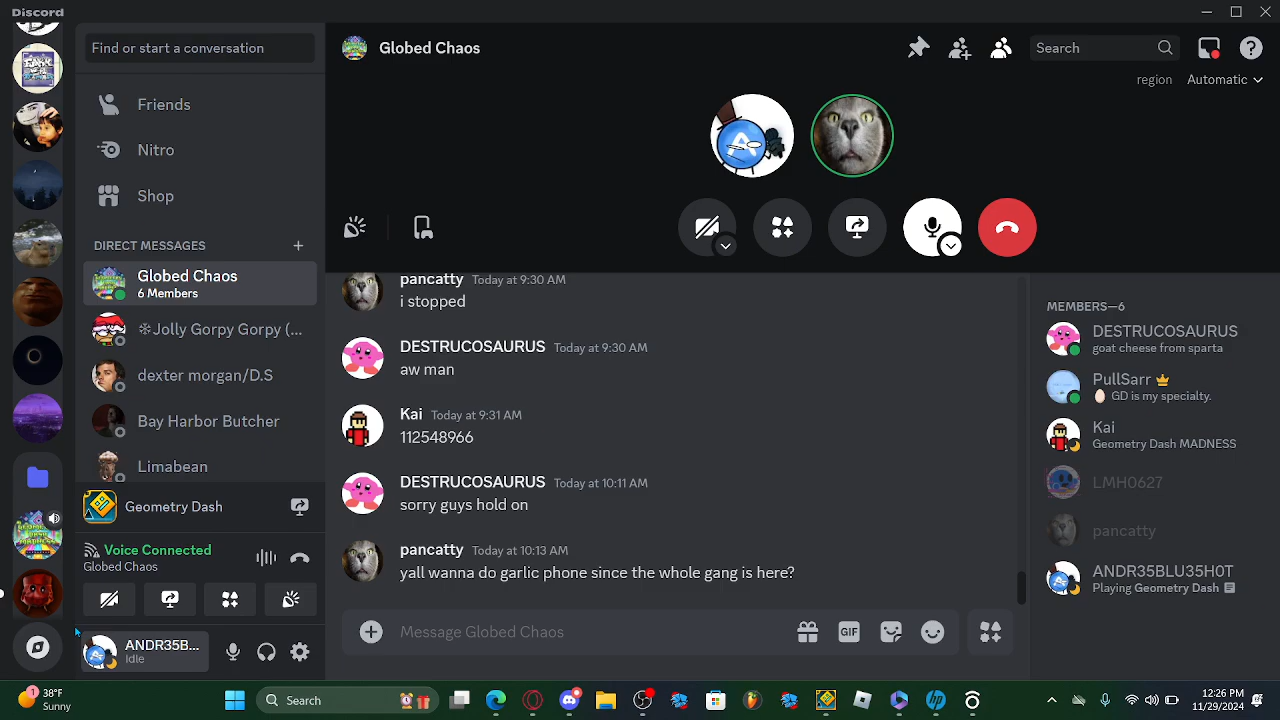 Discord
Find or start a conversation
Friends
Nitro
Shop
DIRECT MESSAGES
Globed Chaos
6 Members
❊Jolly Gorpy Gorpy (...
dexter morgan/D.S
Bay Harbor Butcher
Limabean
Geometry Dash
Voice Connected
Globed Chaos
ANDR35B...
Idle
Globed Chaos
Search
region Automatic
pancatty Today at 9:30 AM
i stopped
DESTRUCOSAURUS Today at 9:30 AM
aw man
Kai Today at 9:31 AM
112548966
DESTRUCOSAURUS Today at 10:11 AM
sorry guys hold on
pancatty Today at 10:13 AM
yall wanna do garlic phone since the whole gang is here?
Message Globed Chaos
GIF
MEMBERS—6
DESTRUCOSAURUS
goat cheese from sparta
PullSarr
GD is my specialty.
Kai
Geometry Dash MADNESS
LMH0627
pancatty
ANDR35BLU35H0T
Playing Geometry Dash
1
38°F
Sunny
Search
12:26 PM
11/29/2024